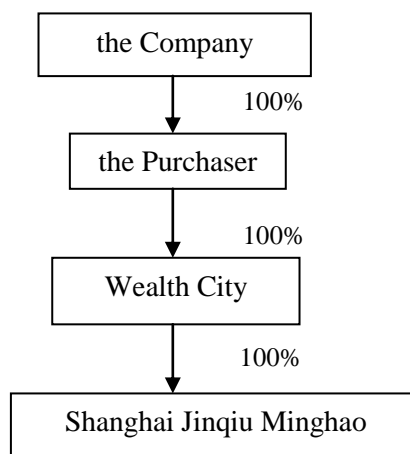 the Company
100%
the Purchaser
100%
Wealth City
100%
Shanghai Jinqiu Minghao